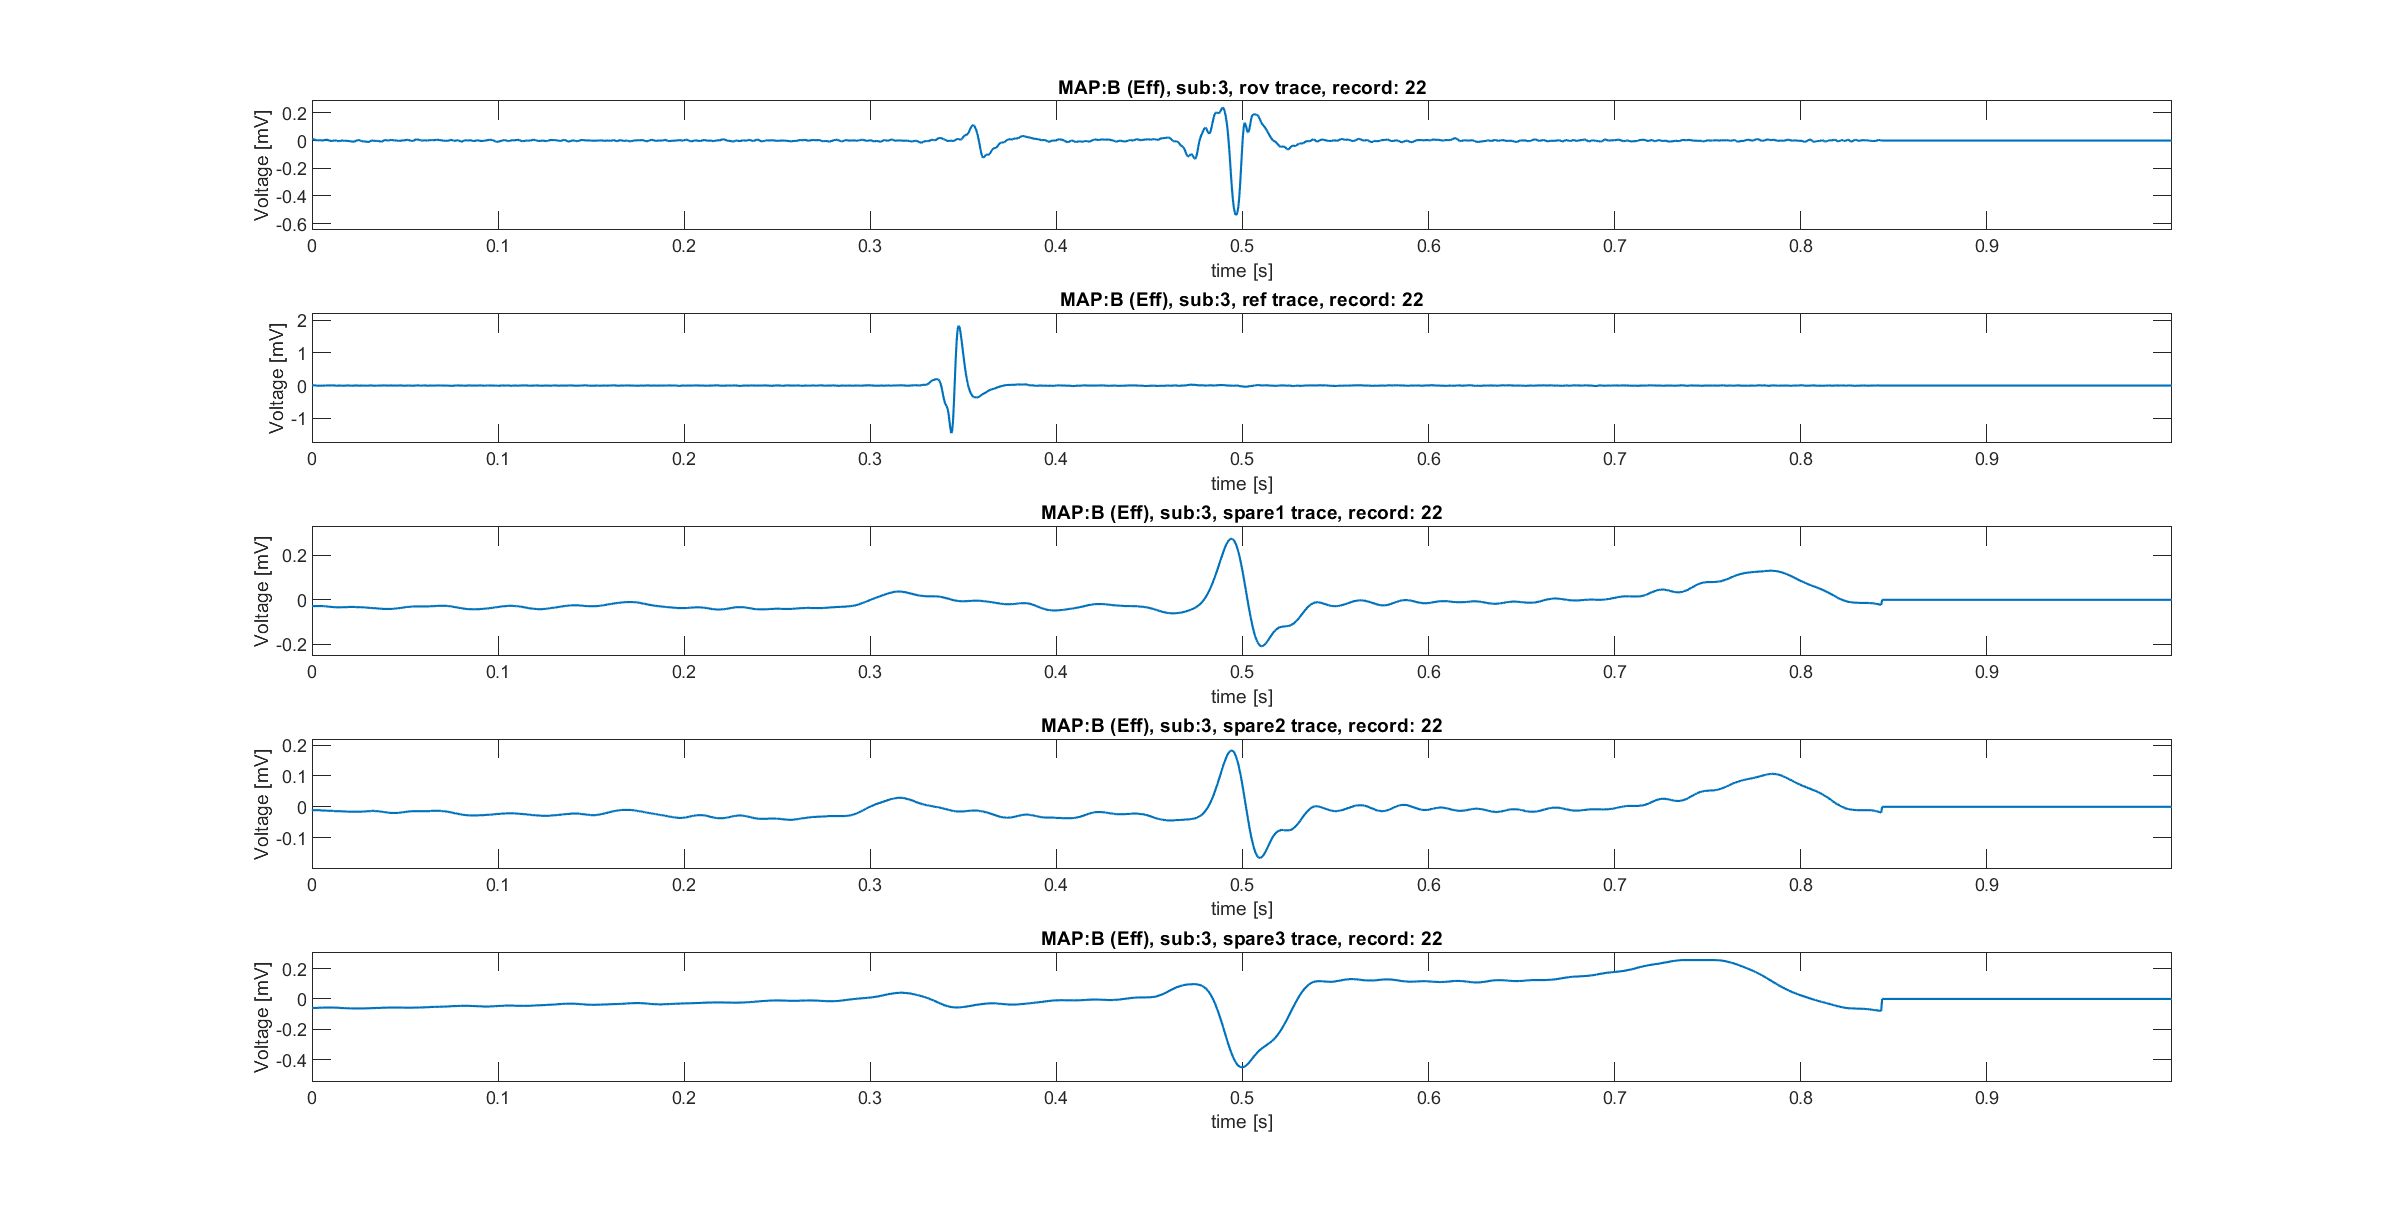 MAP:B (Eff), sub:3, rov trace, record: 22
Voltage [mV]
0.2
0
-0.2
-0.4
-0.6
0 0.1 0.2 0.3 0.4 0.5 0.6 0.7 0.8 0.9
time [s]
MAP:B (Eff), sub:3, ref trace, record: 22
Voltage [mV]
2
1
0
-1
0 0.1 0.2 0.3 0.4 0.5 0.6 0.7 0.8 0.9
time [s]
MAP:B (Eff), sub:3, spare1 trace, record: 22
Voltage [mV]
0.2
0
-0.2
0 0.1 0.2 0.3 0.4 0.5 0.6 0.7 0.8 0.9
time [s]
MAP:B (Eff), sub:3, spare2 trace, record: 22
Voltage [mV]
0.2
0.1
0
-0.1
0 0.1 0.2 0.3 0.4 0.5 0.6 0.7 0.8 0.9
time [s]
MAP:B (Eff), sub:3, spare3 trace, record: 22
Voltage [mV]
0.2
0
-0.2
-0.4
0 0.1 0.2 0.3 0.4 0.5 0.6 0.7 0.8 0.9
time [s]